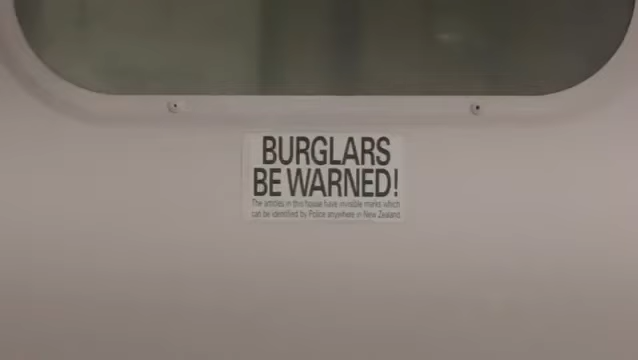 BURGLARS
BE WARNED!
The articles in this house have invisible marks which
can be identified by Police anywhere in New Zealand